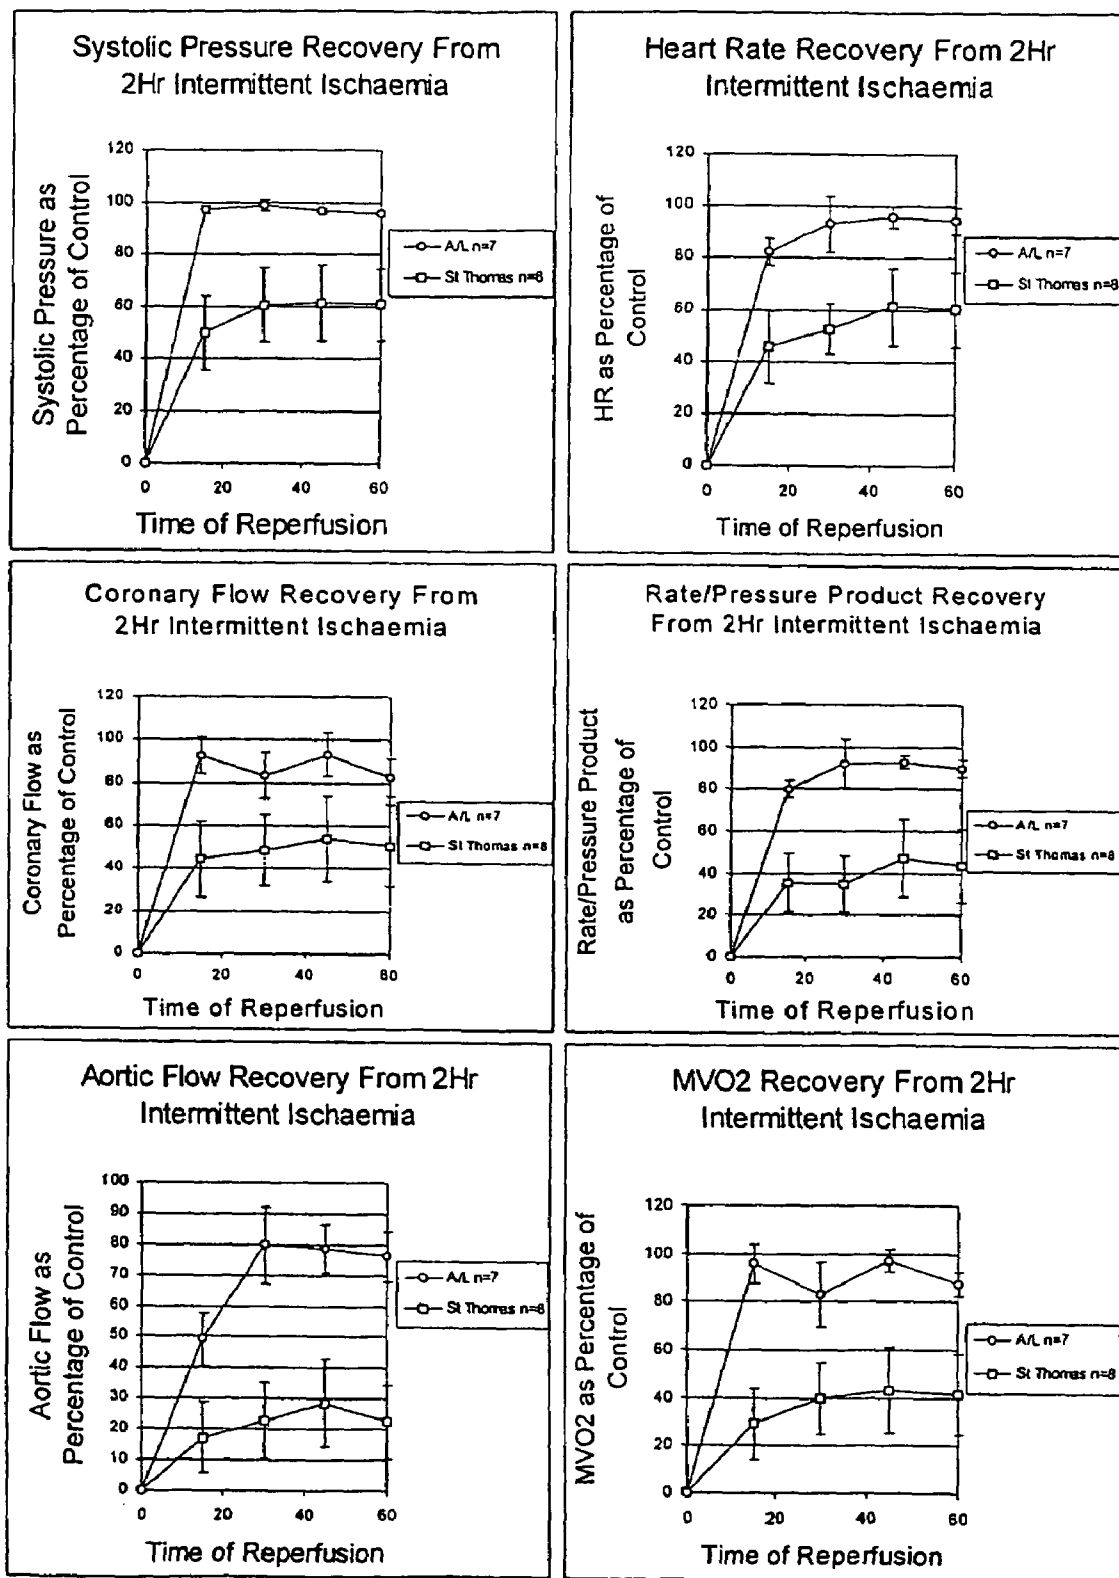 Systolic Pressure Recovery From
2Hr Intermittent Ischaemia
Systolic Pressure as
Percentage of Control
120
100
80
60
40
20
0
0 20 40 60
Time of Reperfusion
A/L n=7
St Thomas n=8
Heart Rate Recovery From 2Hr
Intermittent Ischaemia
HR as Percentage of
Control
120
100
80
60
40
20
0
0 20 40 60
Time of Reperfusion
A/L n=7
St Thomas n=8
Coronary Flow Recovery From
2Hr Intermittent Ischaemia
Coronary Flow as
Percentage of Control
120
100
80
60
40
20
0
0 20 40 60
Time of Reperfusion
A/L n=7
St Thomas n=8
Rate/Pressure Product Recovery
From 2Hr Intermittent Ischaemia
Rate/Pressure Product
as Percentage of
Control
120
100
80
60
40
20
0
0 20 40 60
Time of Reperfusion
A/L n=7
St Thomas n=8
Aortic Flow Recovery From 2Hr
Intermittent Ischaemia
Aortic Flow as
Percentage of Control
100
90
80
70
60
50
40
30
20
10
0
0 20 40 60
Time of Reperfusion
A/L n=7
St Thomas n=8
MVO2 Recovery From 2Hr
Intermittent Ischaemia
MVO2 as Percentage of
Control
120
100
80
60
40
20
0
0 20 40 60
Time of Reperfusion
A/L n=7
St Thomas n=8